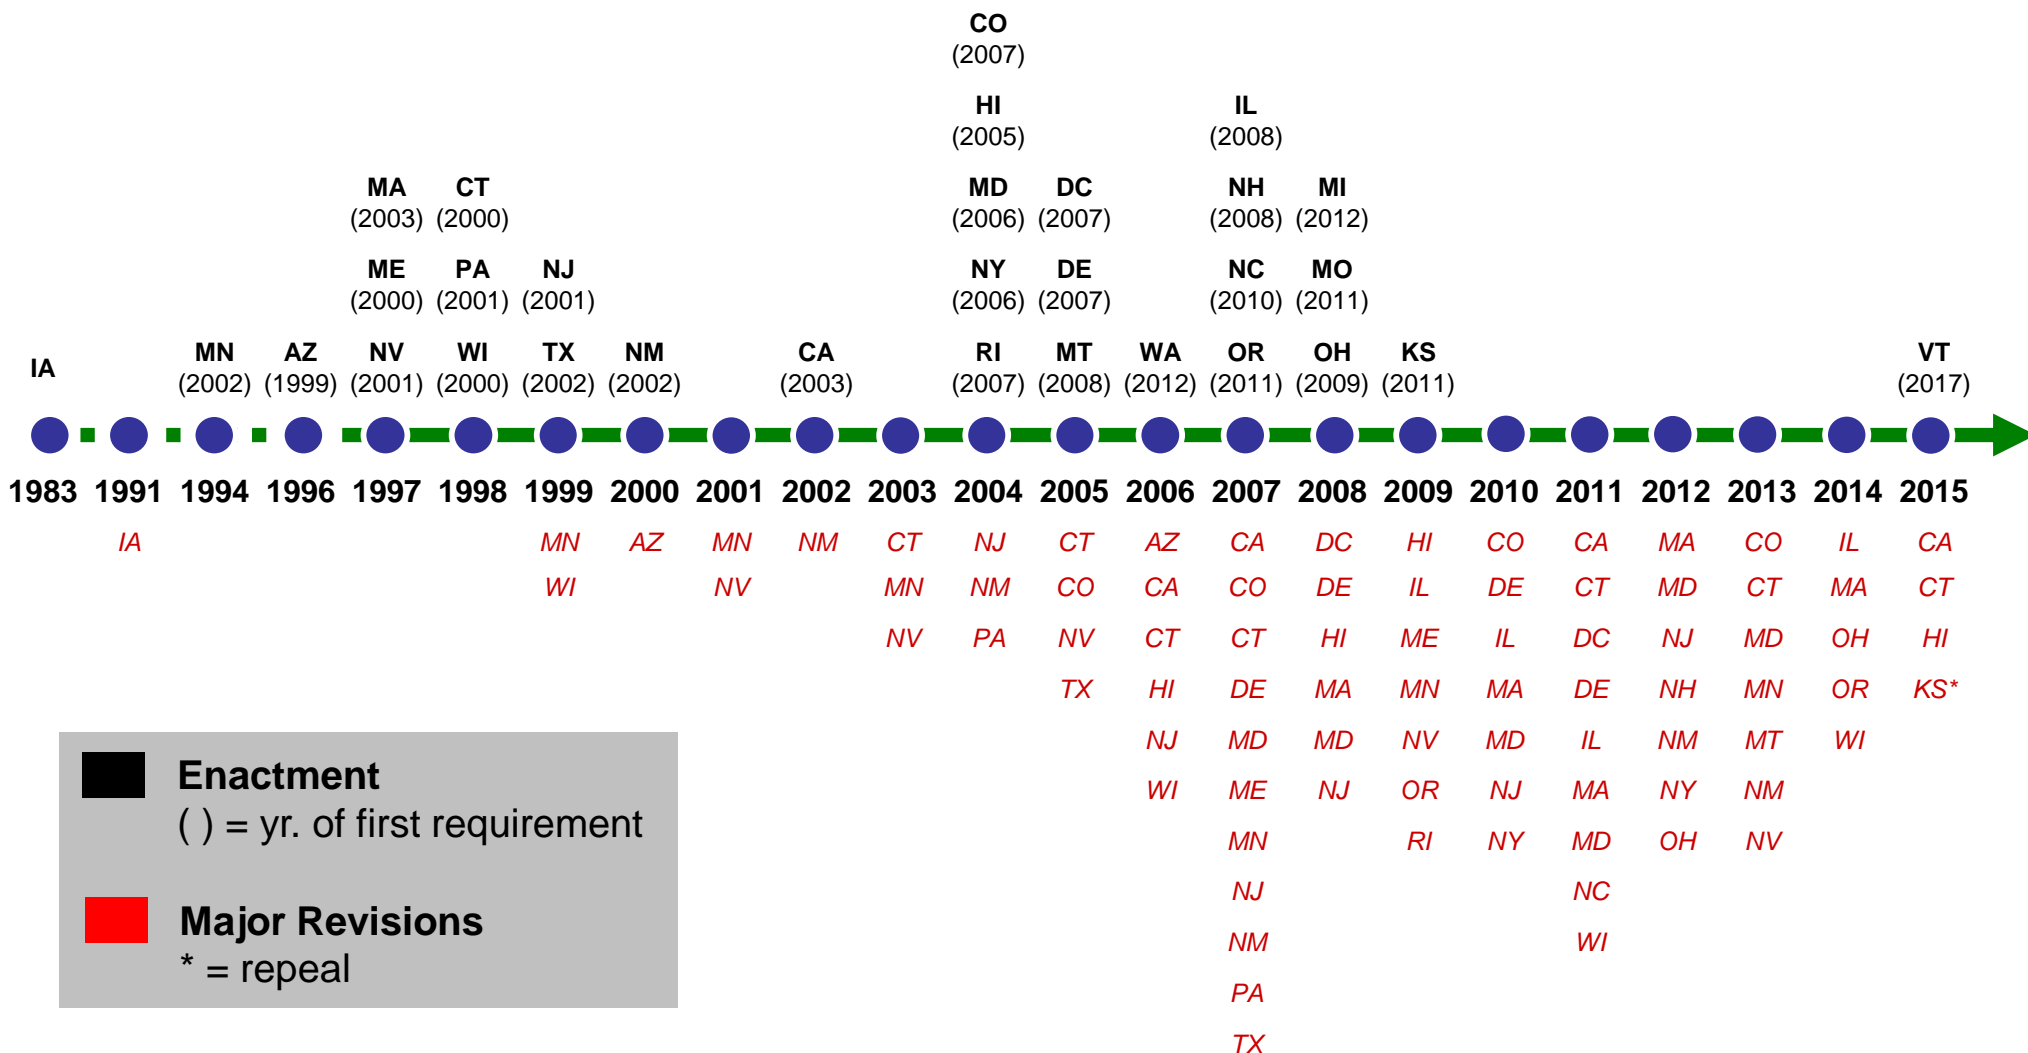 CO
(2007)
HI IL
(2005) (2008)
MA CT MD DC NH MI
(2003) (2000) (2006) (2007) (2008) (2012)
ME PA NJ NY DE NC MO
(2000) (2001) (2001) (2006) (2007) (2010) (2011)
IA MN AZ NV WI TX NM CA RI MT WA OR OH KS VT
(2002) (1999) (2001) (2000) (2002) (2002) (2003) (2007) (2008) (2012) (2011) (2009) (2011) (2017)
1983 1991 1994 1996 1997 1998 1999 2000 2001 2002 2003 2004 2005 2006 2007 2008 2009 2010 2011 2012 2013 2014 2015
IA MN AZ MN NM CT NJ CT AZ CA DC HI CO CA MA CO IL CA
WI NV MN NM CO CA CO DE IL DE CT MD CT MA CT
NV PA NV CT CT HI ME IL DC NJ MD OH HI
TX HI DE MA MN MA DE NH MN OR KS*
NJ MD MD NV MD IL NM MT WI
WI ME NJ OR NJ MA NY NM
MN RI NY MD OH NV
NJ NC
NM WI
PA
TX
Enactment
( ) = yr. of first requirement
Major Revisions
* = repeal